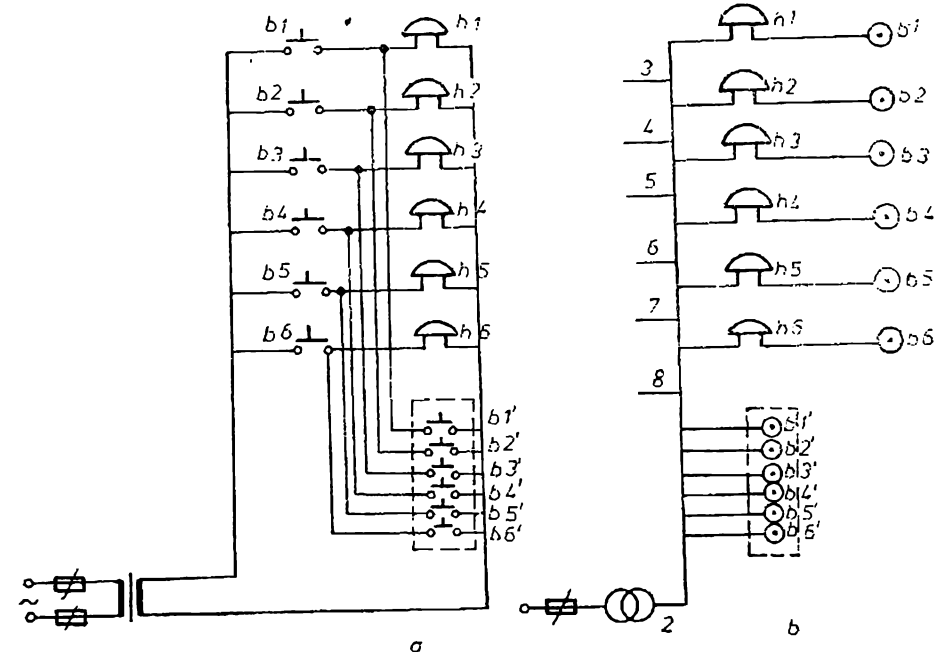 b1 h1
b2 h2
b3 h3
b4 h4
b5 h5
b6 h6
b1'
b2'
b3'
b4'
b5'
b6'
~
a
h1 b1
3
h2 b2
4
h3 b3
5
h4 b4
6
h5 b5
7
h6 b6
8
b1'
b2'
b3'
b4'
b5'
b6'
2
b